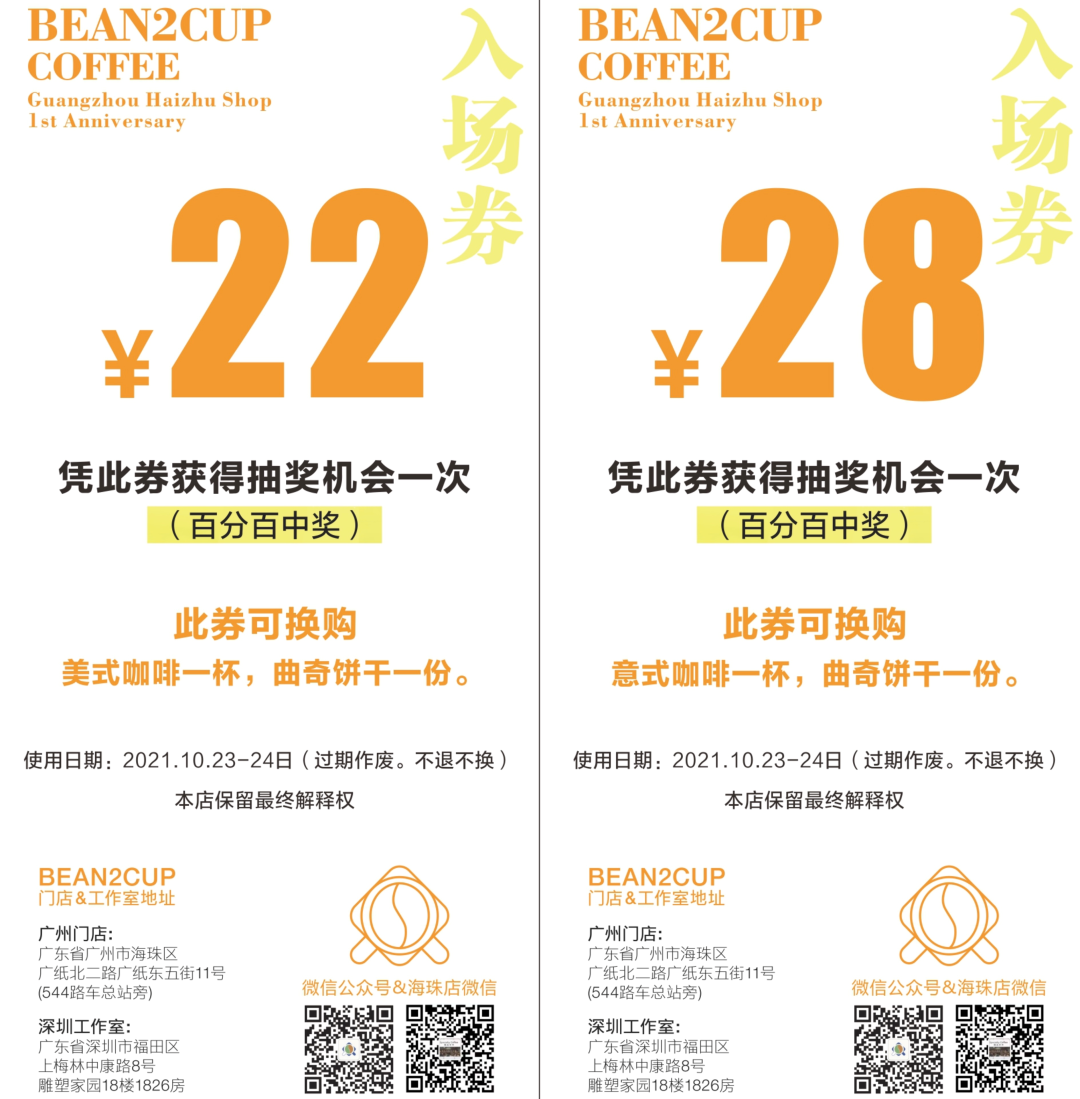 BEAN2CUP
COFFEE
Guangzhou Haizhu Shop
1st Anniversary
入场券
¥22
凭此券获得抽奖机会一次
（百分百中奖）
此券可换购
美式咖啡一杯，曲奇饼干一份。
使用日期：2021.10.23-24日（过期作废。不退不换）
本店保留最终解释权
BEAN2CUP
门店&工作室地址
广州门店:
广东省广州市海珠区
广纸北二路广纸东五街11号
(544路车总站旁)
深圳工作室:
广东省深圳市福田区
上梅林中康路8号
雕塑家园18楼1826房
微信公众号&海珠店微信
BEAN2CUP
COFFEE
Guangzhou Haizhu Shop
1st Anniversary
入场券
¥28
凭此券获得抽奖机会一次
（百分百中奖）
此券可换购
意式咖啡一杯，曲奇饼干一份。
使用日期：2021.10.23-24日（过期作废。不退不换）
本店保留最终解释权
BEAN2CUP
门店&工作室地址
广州门店:
广东省广州市海珠区
广纸北二路广纸东五街11号
(544路车总站旁)
深圳工作室:
广东省深圳市福田区
上梅林中康路8号
雕塑家园18楼1826房
微信公众号&海珠店微信